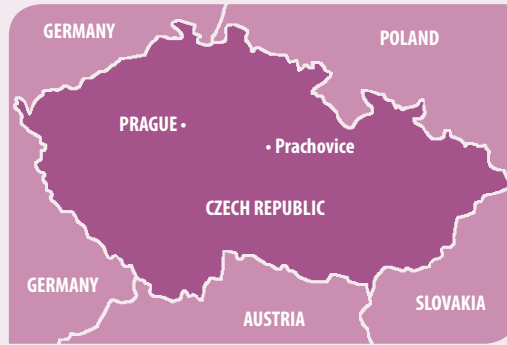 GERMANY
POLAND
PRAGUE
Prachovice
CZECH REPUBLIC
GERMANY
SLOVAKIA
AUSTRIA